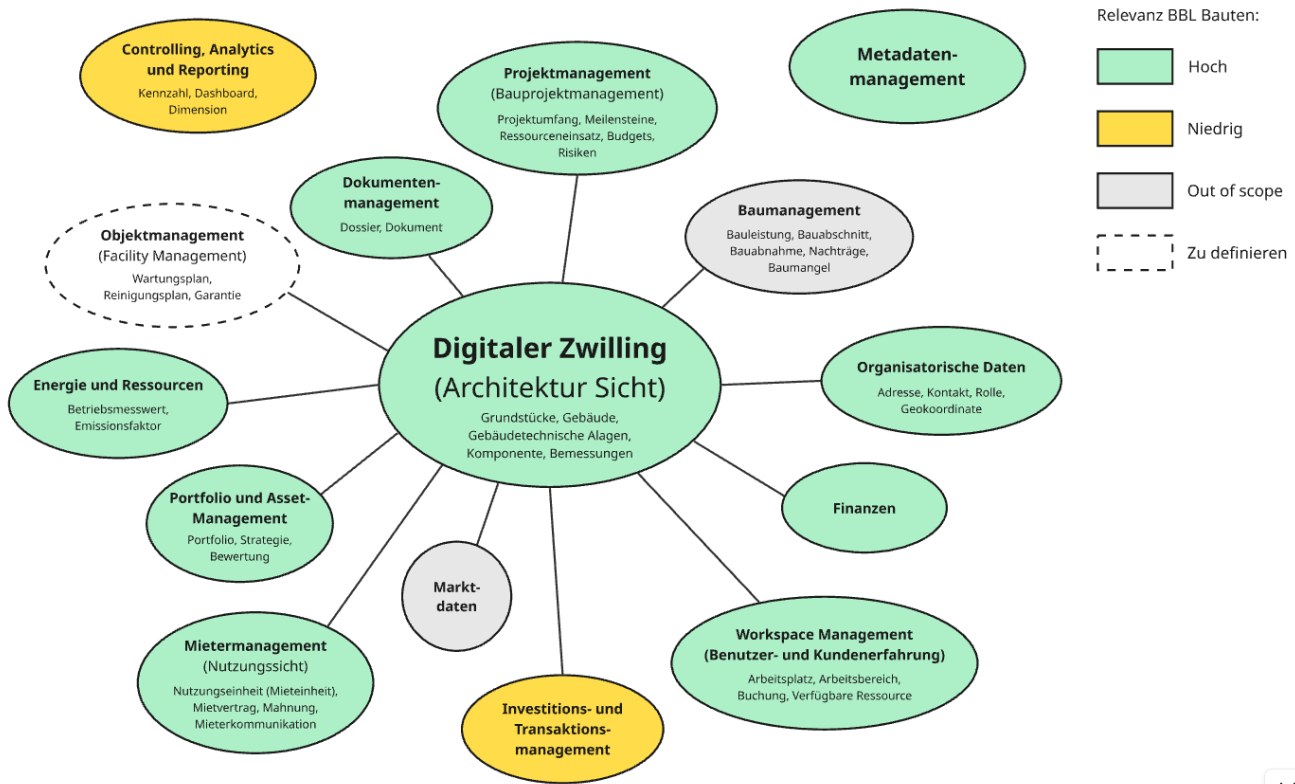 Relevanz BBL Bauten:
Hoch
Niedrig
Out of scope
Zu definieren
Controlling, Analytics
und Reporting
Kennzahl, Dashboard,
Dimension
Projektmanagement
(Bauprojektmanagement)
Projektumfang, Meilensteine,
Ressourceneinsatz, Budgets,
Risiken
Metadaten-
management
Dokumenten-
management
Dossier, Dokument
Baumanagement
Bauleistung, Bauabschnitt,
Bauabnahme, Nachträge,
Baumangel
Objektmanagement
(Facility Management)
Wartungsplan,
Reinigungsplan, Garantie
Digitaler Zwilling
(Architektur Sicht)
Grundstücke, Gebäude,
Gebäudetechnische Alagen,
Komponente, Bemessungen
Organisatorische Daten
Adresse, Kontakt, Rolle,
Geokoordinate
Energie und Ressourcen
Betriebsmesswert,
Emissionsfaktor
Portfolio und Asset-
Management
Portfolio, Strategie,
Bewertung
Finanzen
Markt-
daten
Mietermanagement
(Nutzungssicht)
Nutzungseinheit (Mieteinheit),
Mietvertrag, Mahnung,
Mieterkommunikation
Workspace Management
(Benutzer- und Kundenerfahrung)
Arbeitsplatz, Arbeitsbereich,
Buchung, Verfügbare Ressource
Investitions- und
Transaktions-
management